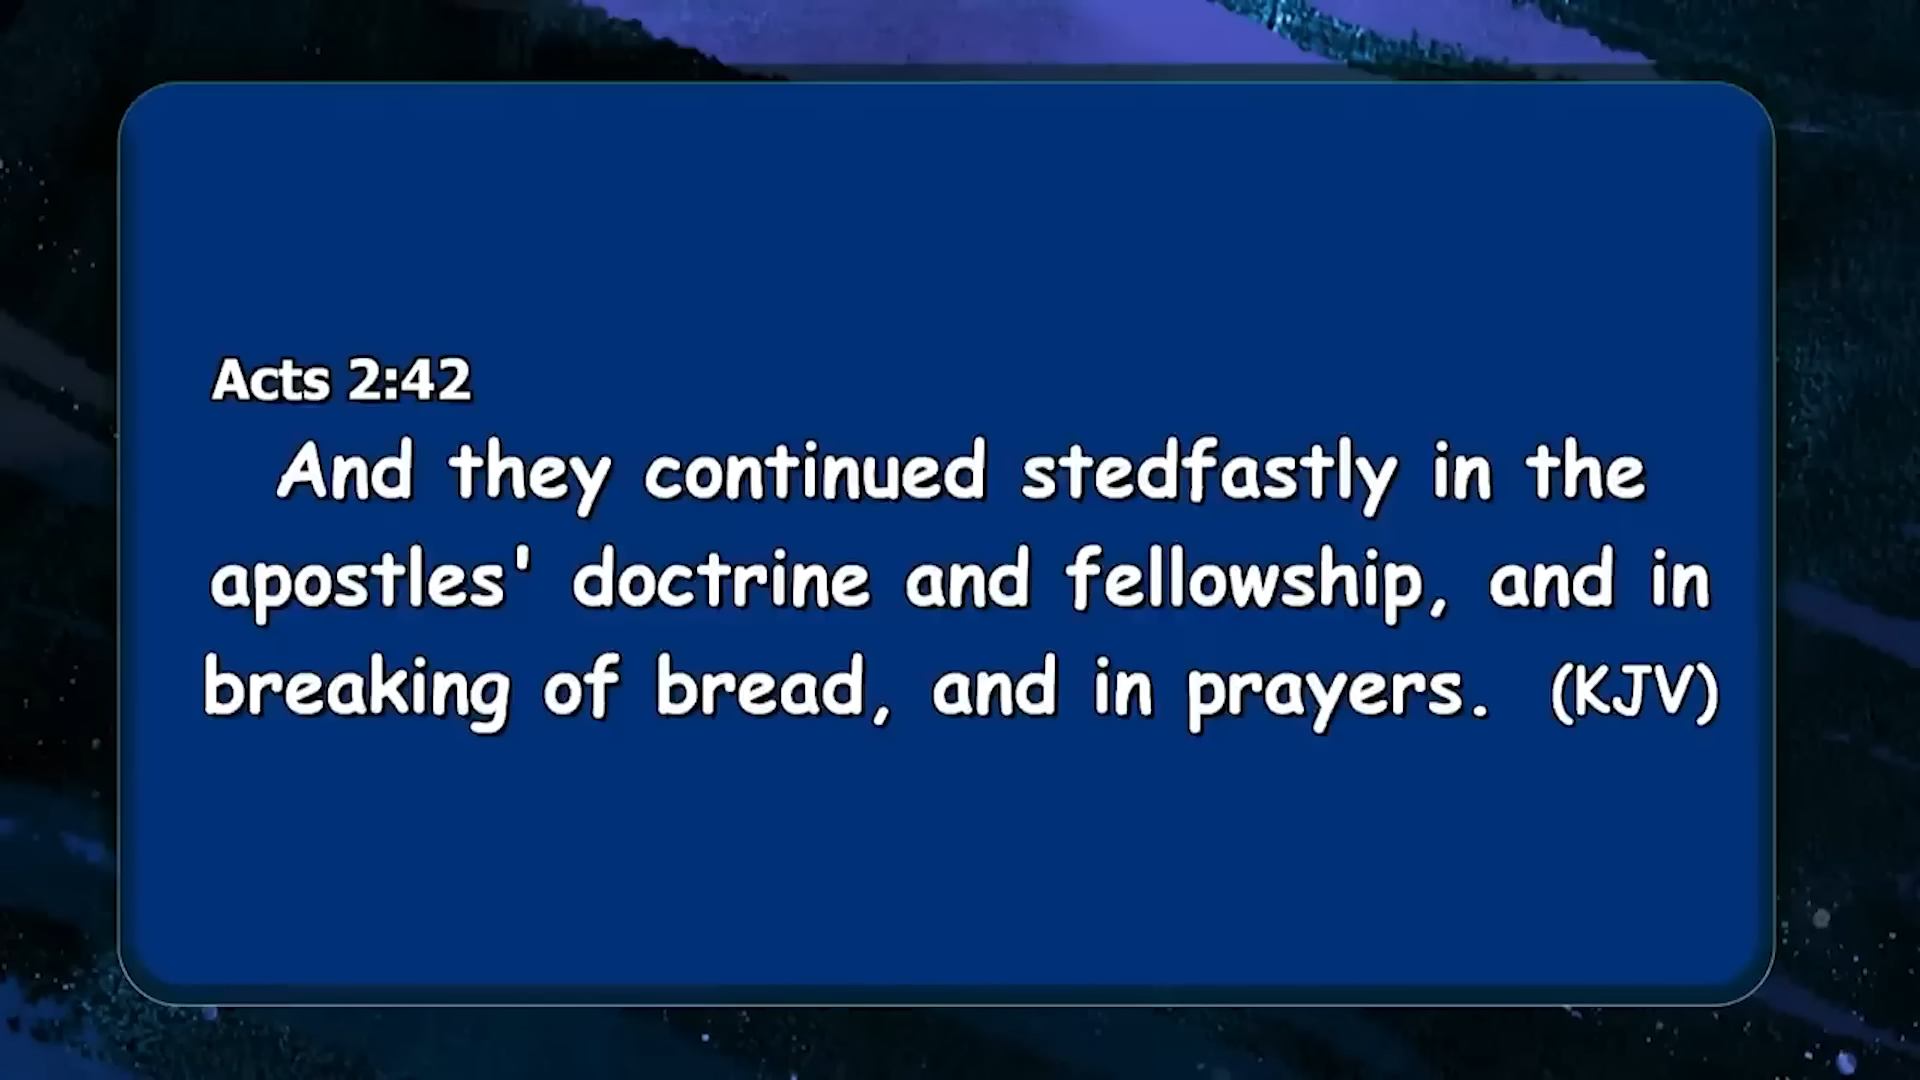 Acts 2:42
And they continued stedfastly in the
apostles' doctrine and fellowship, and in
breaking of bread, and in prayers. (KJV)